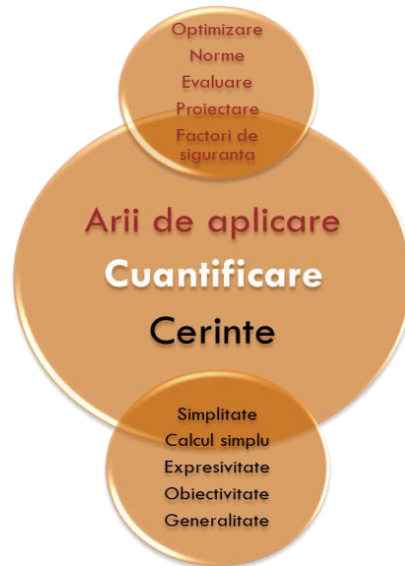 Optimizare
Norme
Evaluare
Proiectare
Factori de
siguranta
Arii de aplicare
Cuantificare
Cerinte
Simplitate
Calcul simplu
Expresivitate
Obiectivitate
Generalitate